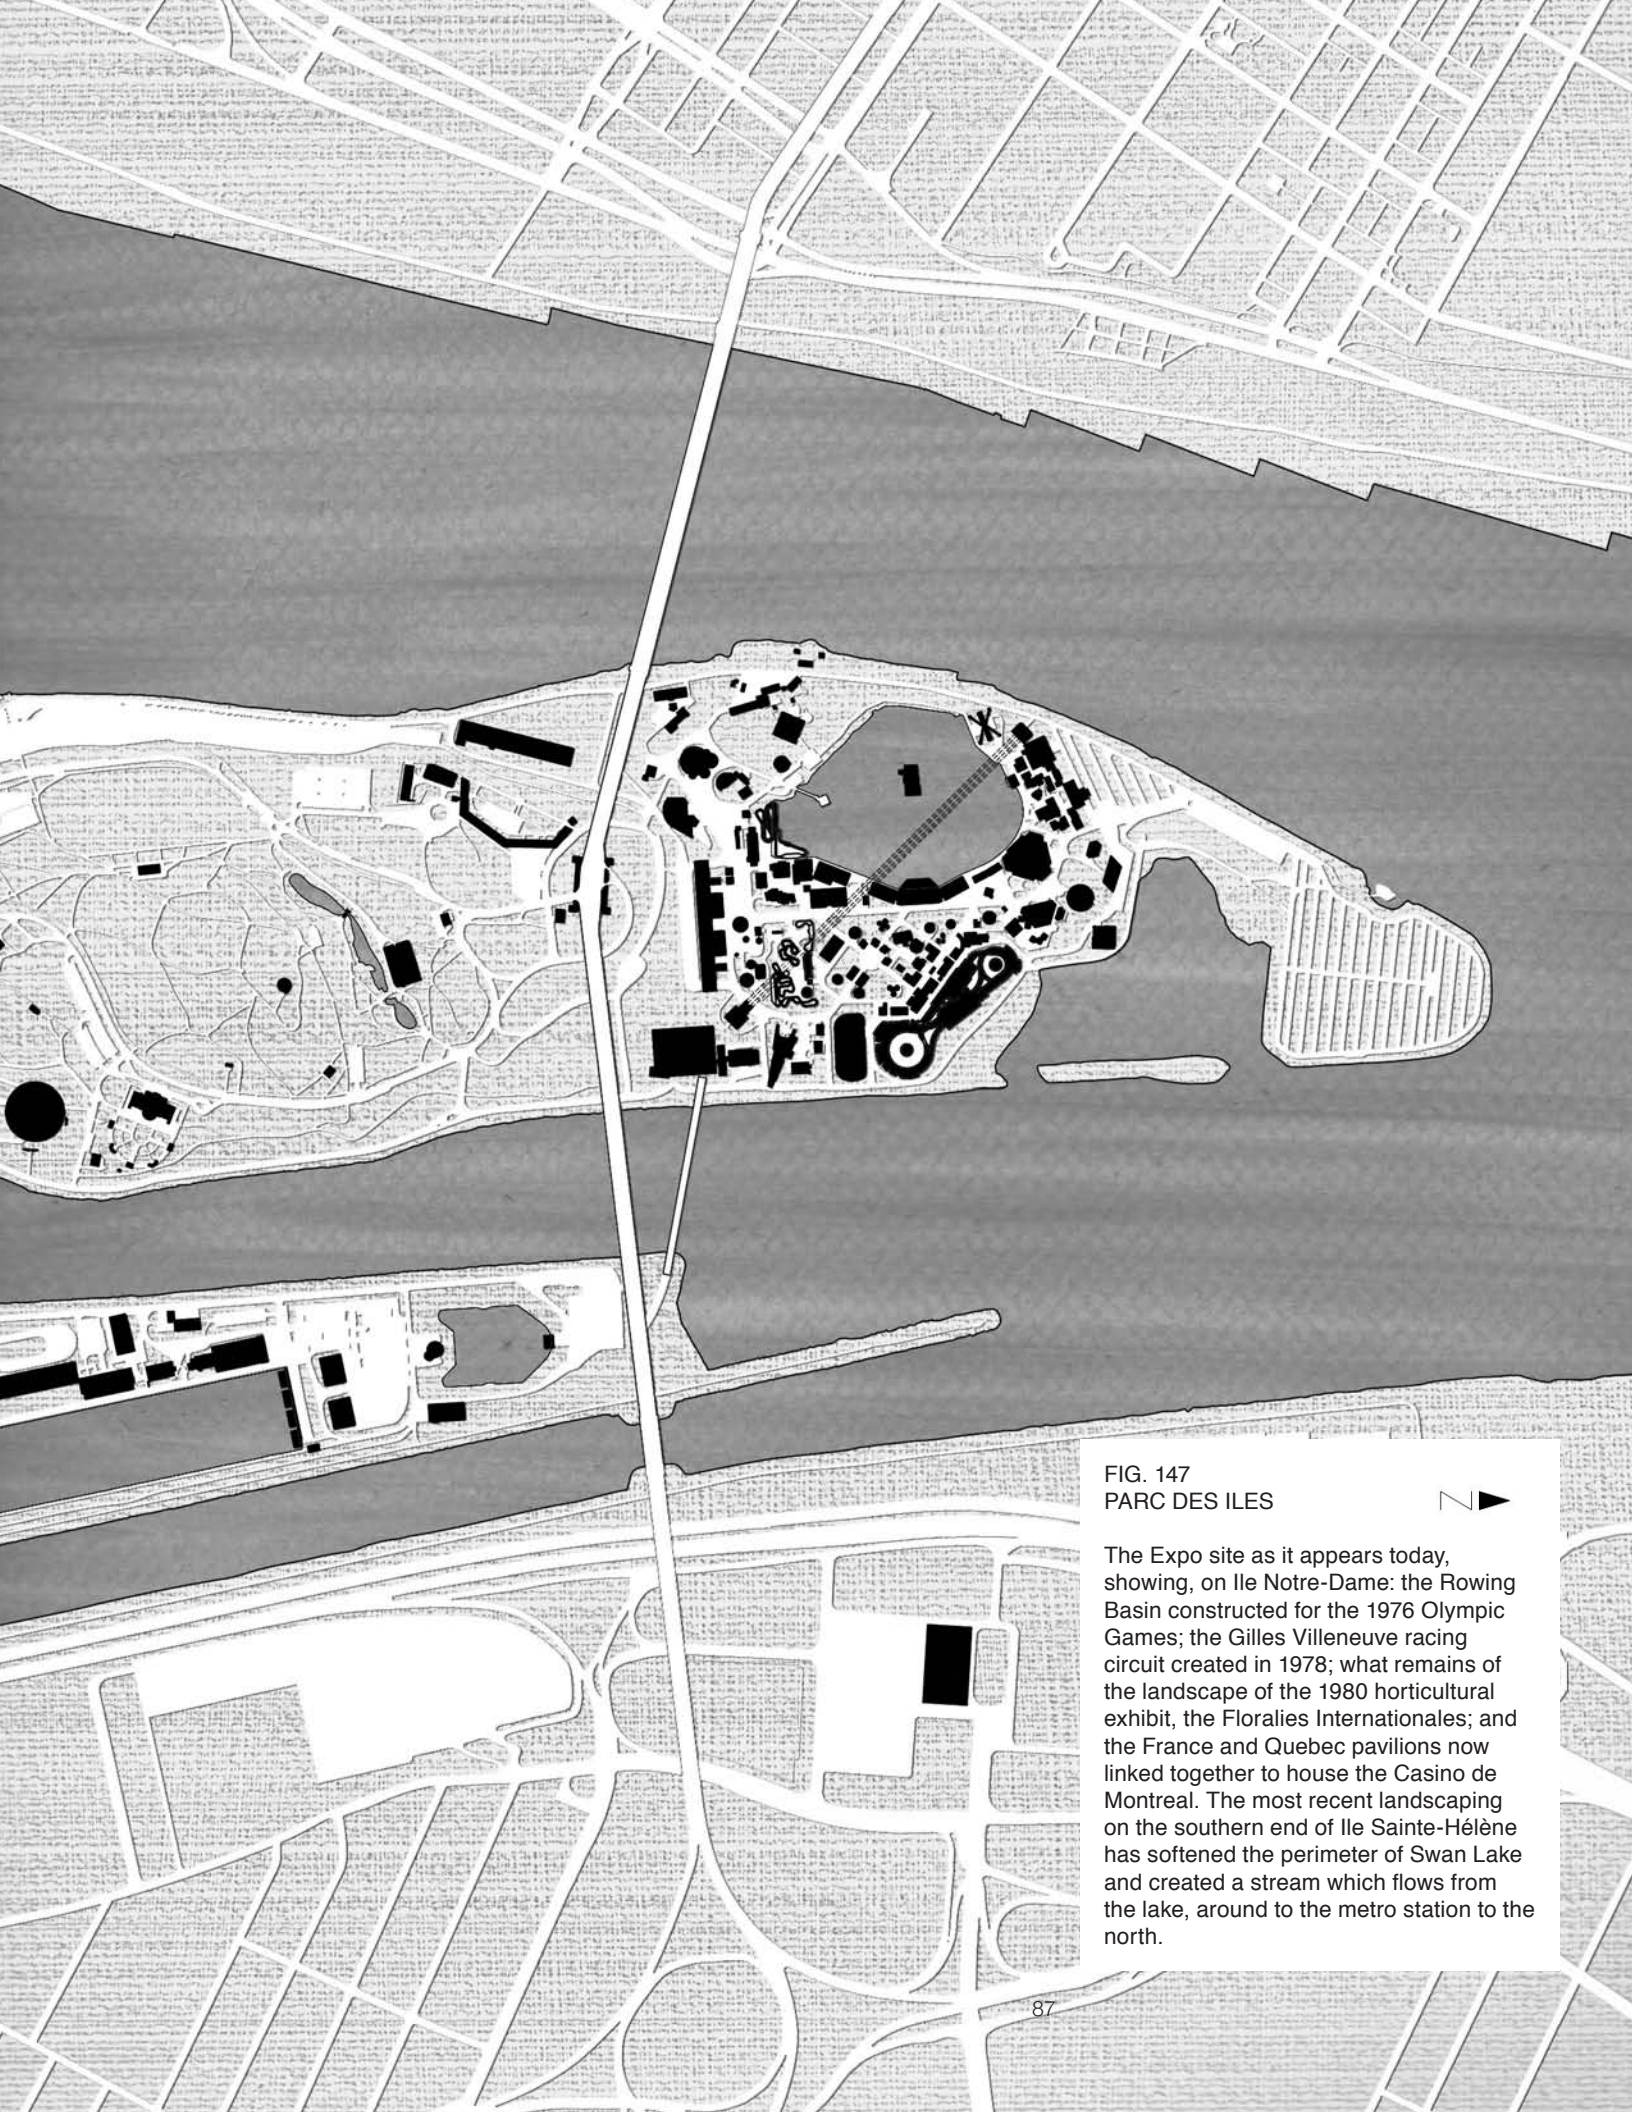 FIG. 147
PARC DES ILES
N
The Expo site as it appears today,
showing, on Ile Notre-Dame: the Rowing
Basin constructed for the 1976 Olympic
Games; the Gilles Villeneuve racing
circuit created in 1978; what remains of
the landscape of the 1980 horticultural
exhibit, the Floralies Internationales; and
the France and Quebec pavilions now
linked together to house the Casino de
Montreal. The most recent landscaping
on the southern end of Ile Sainte-Hélène
has softened the perimeter of Swan Lake
and created a stream which flows from
the lake, around to the metro station to the
north.
87